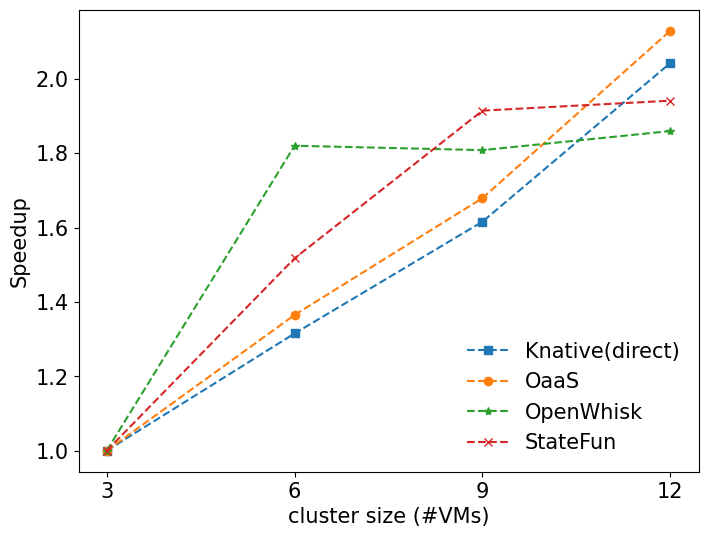 2.0
1.8
1.6
1.4
1.2
1.0
Speedup
3 6 9 12
cluster size (#VMs)
Knative(direct)
OaaS
OpenWhisk
StateFun